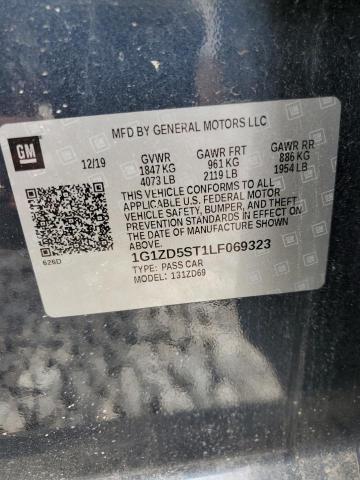 MFD BY GENERAL MOTORS LLC
GM
12/19 GVWR GAWR FRT GAWR RR
1847 KG 961 KG 886 KG
4073 LB 2119 LB 1954 LB
THIS VEHICLE CONFORMS TO ALL
APPLICABLE U.S. FEDERAL MOTOR
VEHICLE SAFETY, BUMPER, AND THEFT
PREVENTION STANDARDS IN EFFECT ON THE
DATE OF MANUFACTURE SHOWN ABOVE.
626D
1G1ZD5ST1LF069323
TYPE: PASS CAR
MODEL: 131ZD69